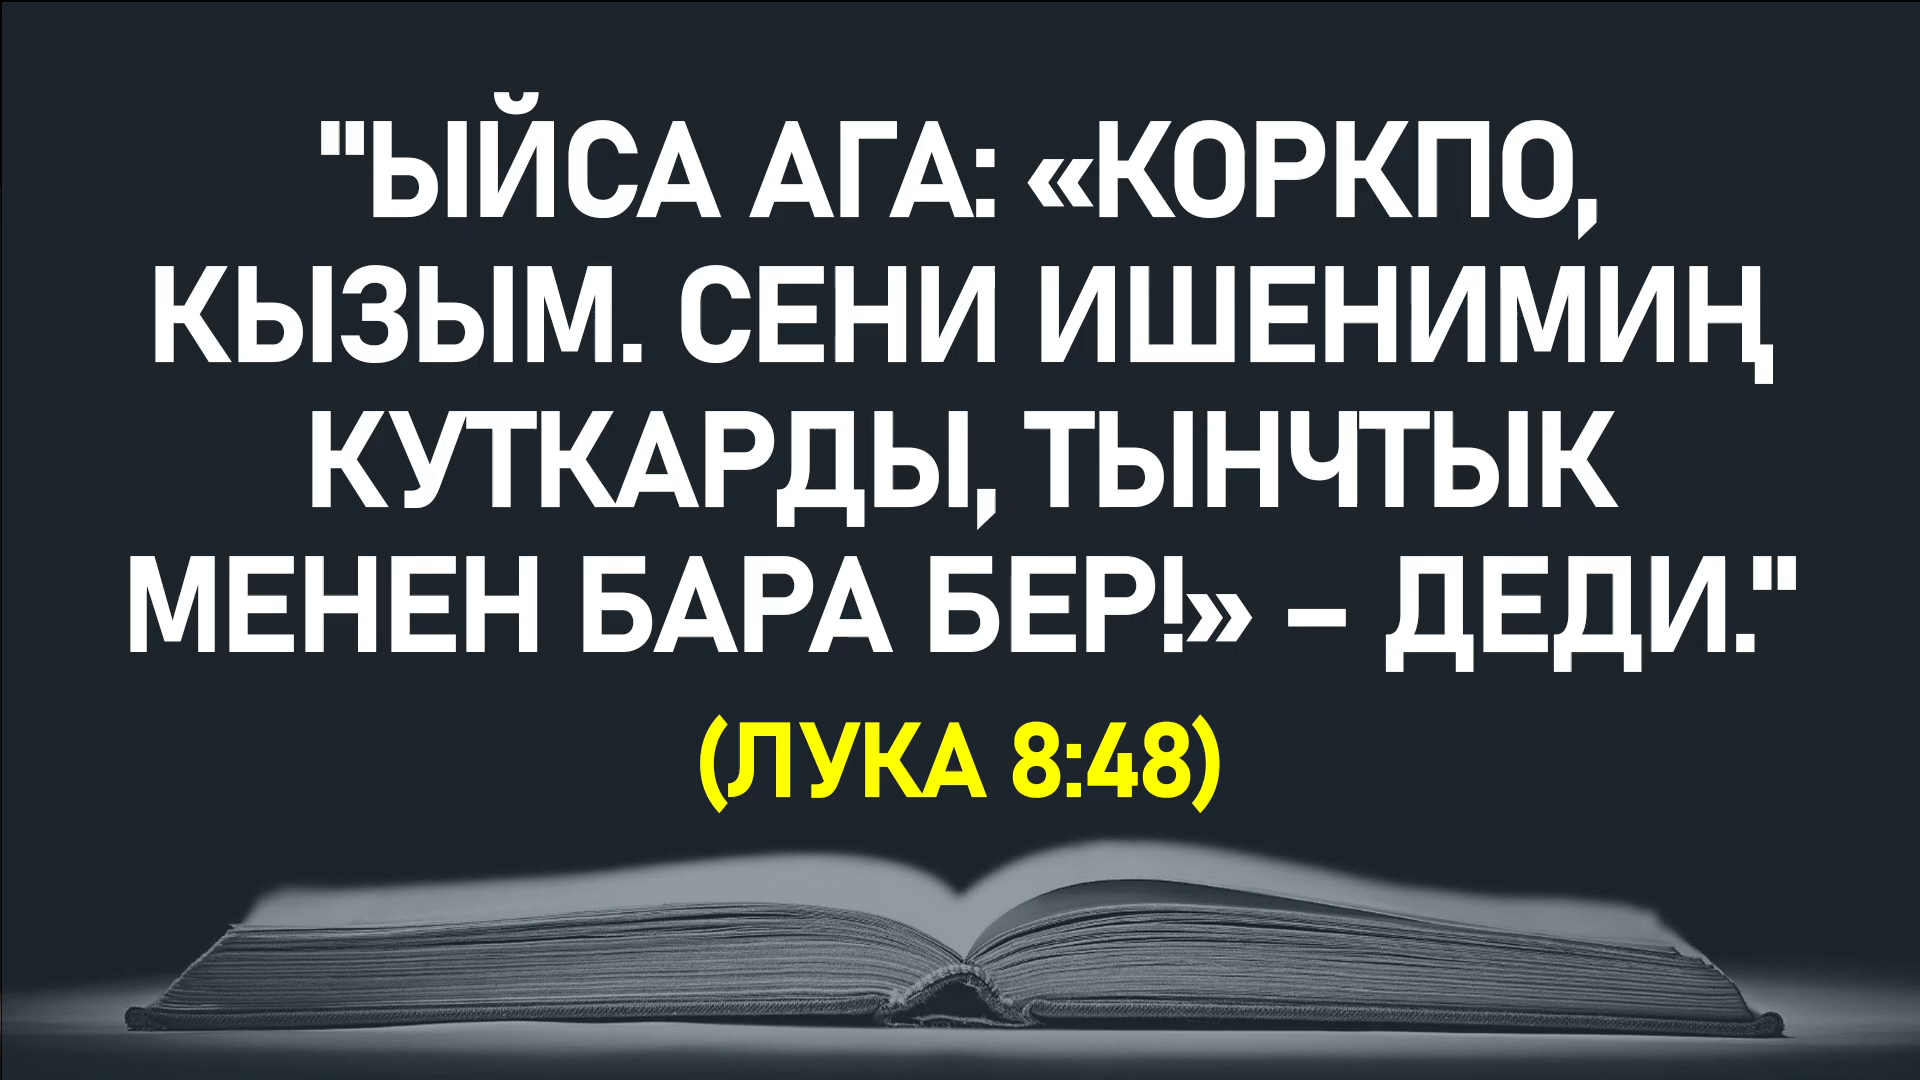 "ЫЙСА АГА: «КОРКПО,
КЫЗЫМ. СЕНИ ИШЕНИМИҢ
КУТКАРДЫ, ТЫНЧТЫК
МЕНЕН БАРА БЕР!» – ДЕДИ."
(ЛУКА 8:48)